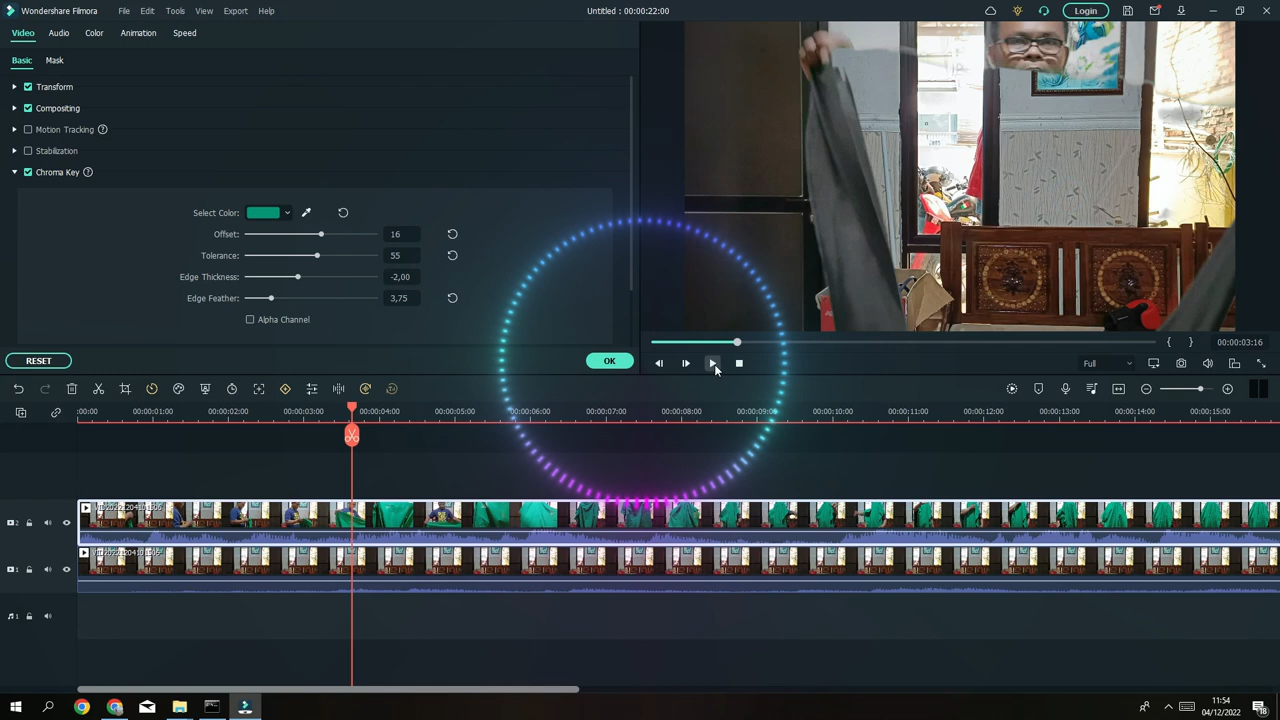 Wondershare Filmora File Edit Tools View Export Help Untitled : 00:00:22:00 Login
Video Audio Color Animation Speed
Basic Mask
Transform
Compositing
Motion Tracking
Stabilization
Chroma Key
Select Color:
Offset: 16
Tolerance: 55
Edge Thickness: -2,00
Edge Feather: 3,75
Alpha Channel
RESET OK
{ } 00:00:03:16
Full
:00:00 00:00:01:00 00:00:02:00 00:00:03:00 00:00:04:00 00:00:05:00 00:00:06:00 00:00:07:00 00:00:08:00 00:00:09:00 00:00:10:00 00:00:11:00 00:00:12:00 00:00:13:00 00:00:14:00 00:00:15:00
2
1
1
11:54
04/12/2022
18